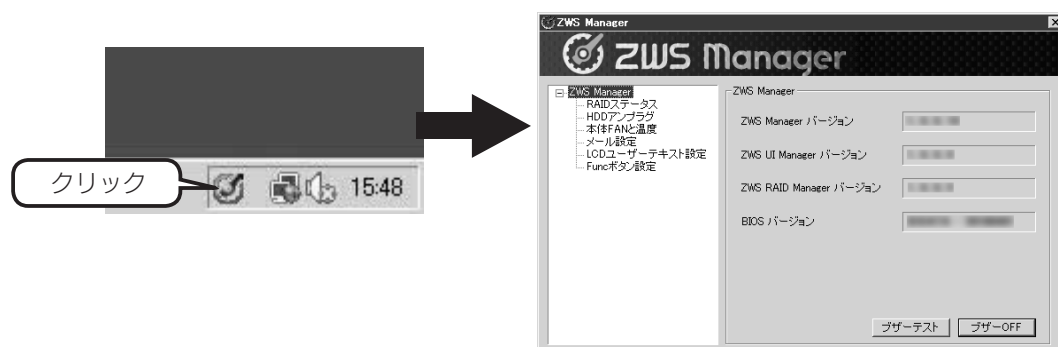 クリック
15:48
ZWS Manager
ZWS Manager
ZWS Manager
RAIDステータス
HDDアンプラグ
本体FANと温度
メール設定
LCDユーザーテキスト設定
Funcボタン設定
ZWS Manager
ZWS Manager バージョン
ZWS UI Manager バージョン
ZWS RAID Manager バージョン
BIOS バージョン
ブザーテスト
ブザーOFF